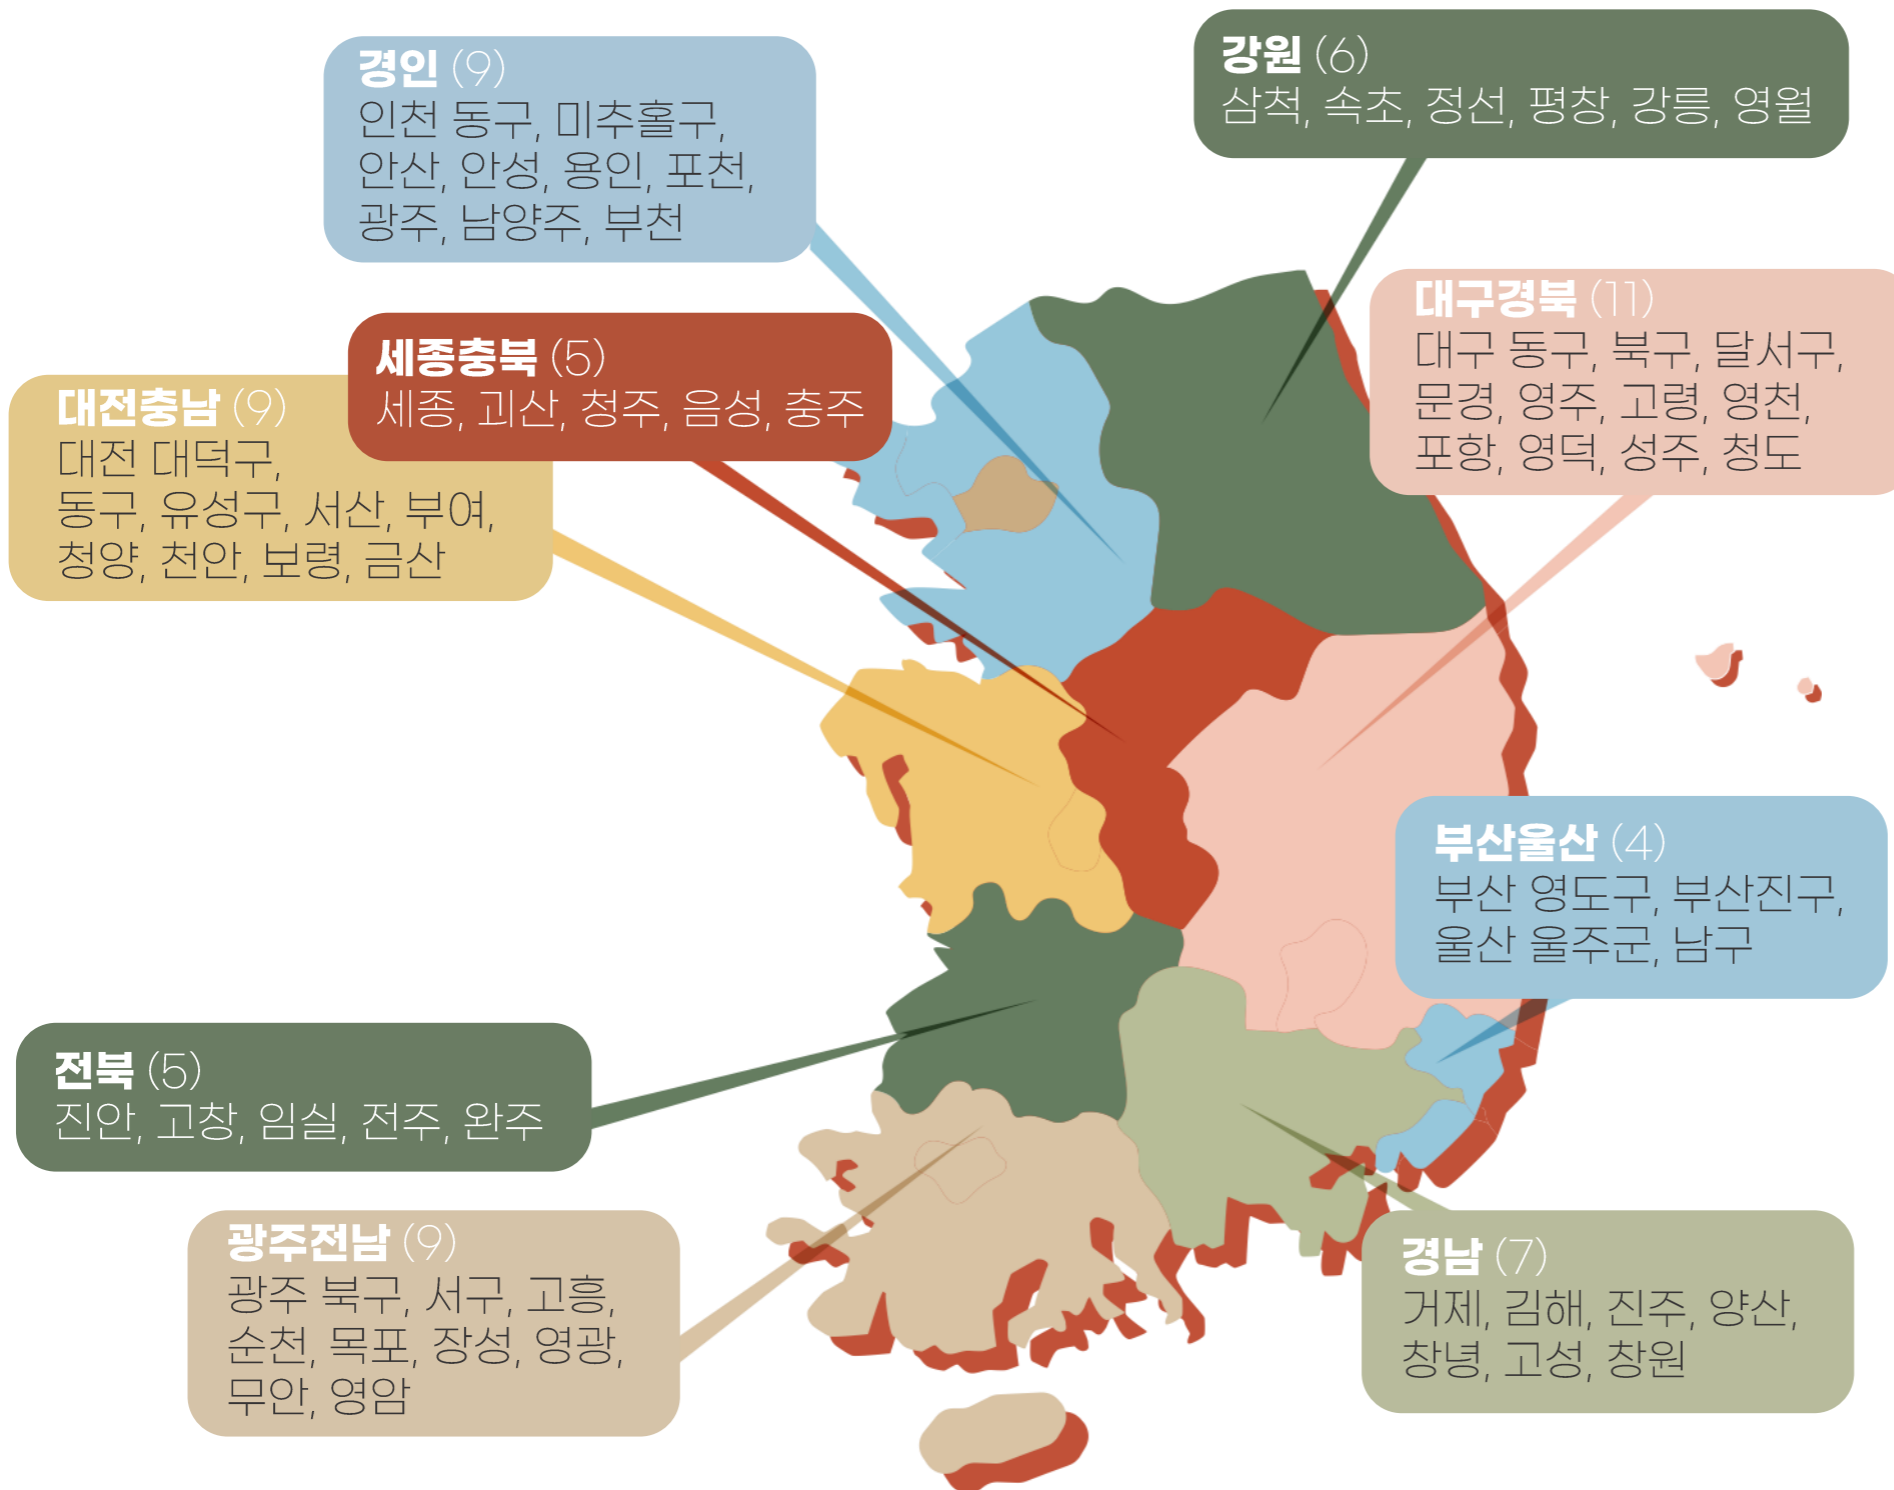 경인 (9)
인천 동구, 미추홀구,
안산, 안성, 용인, 포천,
광주, 남양주, 부천
강원 (6)
삼척, 속초, 정선, 평창, 강릉, 영월
대구경북 (11)
대구 동구, 북구, 달서구,
문경, 영주, 고령, 영천,
포항, 영덕, 성주, 청도
세종충북 (5)
세종, 괴산, 청주, 음성, 충주
대전충남 (9)
대전 대덕구,
동구, 유성구, 서산, 부여,
청양, 천안, 보령, 금산
부산울산 (4)
부산 영도구, 부산진구,
울산 울주군, 남구
전북 (5)
진안, 고창, 임실, 전주, 완주
광주전남 (9)
광주 북구, 서구, 고흥,
순천, 목포, 장성, 영광,
무안, 영암
경남 (7)
거제, 김해, 진주, 양산,
창녕, 고성, 창원